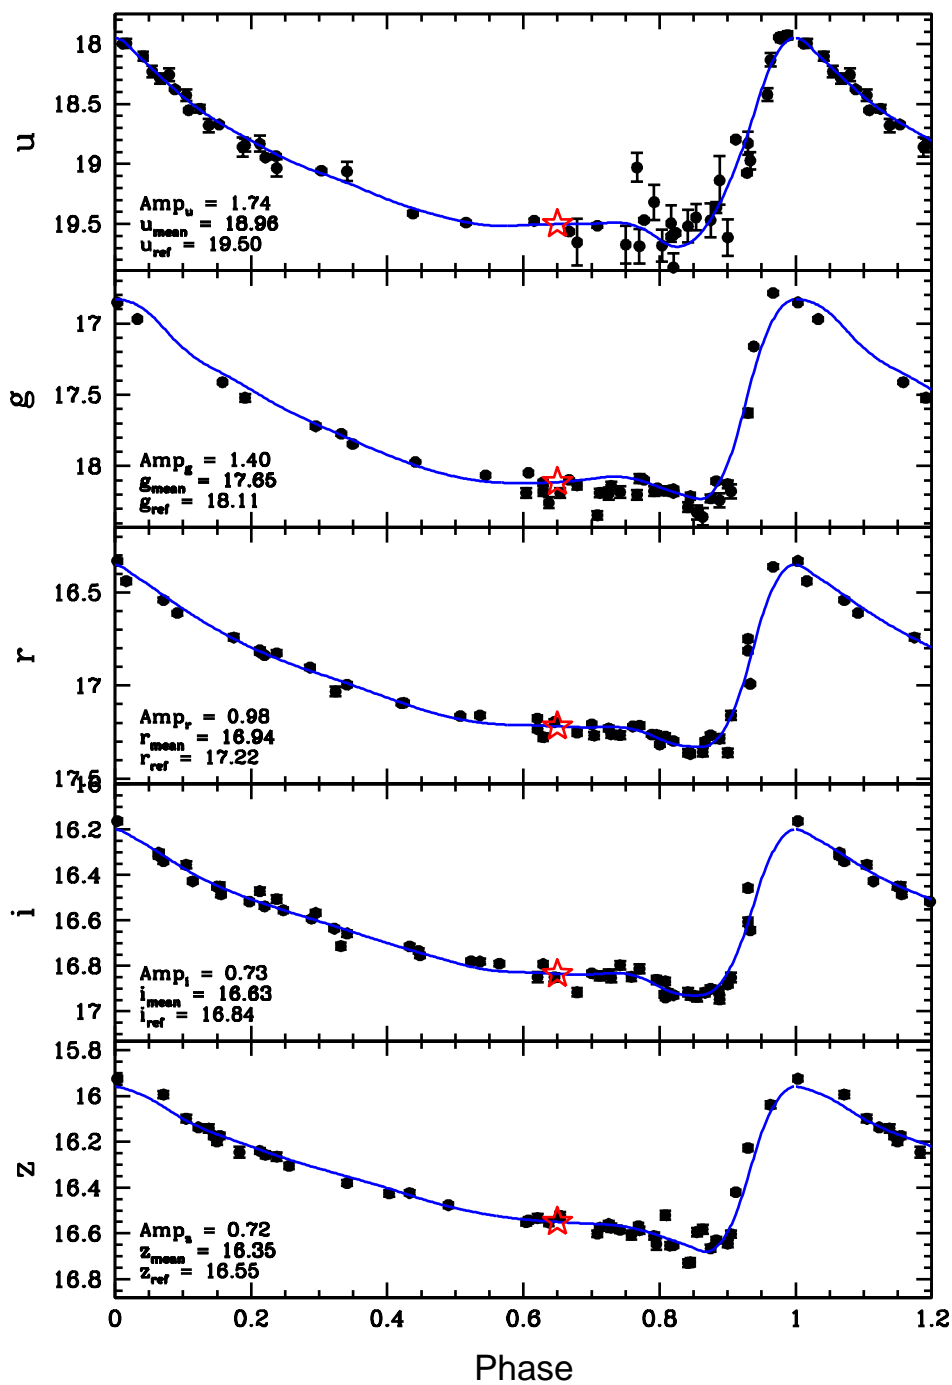 18
18.5
19
19.5
u
Amp_u = 1.74
u_mean = 18.96
u_ref = 19.50
17
17.5
18
g
Amp_g = 1.40
g_mean = 17.65
g_ref = 18.11
16.5
17
17.5
r
Amp_r = 0.98
r_mean = 16.94
r_ref = 17.22
16
16.2
16.4
16.6
16.8
17
i
Amp_i = 0.73
i_mean = 16.63
i_ref = 16.84
15.8
16
16.2
16.4
16.6
16.8
z
Amp_z = 0.72
z_mean = 16.35
z_ref = 16.55
0 0.2 0.4 0.6 0.8 1 1.2
Phase